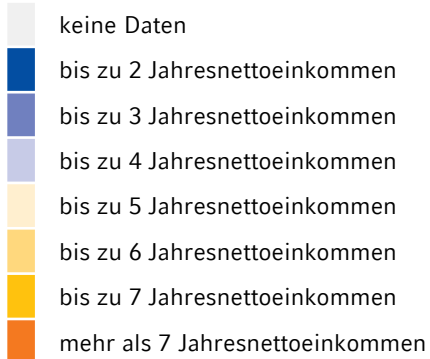 keine Daten
bis zu 2 Jahresnettoeinkommen
bis zu 3 Jahresnettoeinkommen
bis zu 4 Jahresnettoeinkommen
bis zu 5 Jahresnettoeinkommen
bis zu 6 Jahresnettoeinkommen
bis zu 7 Jahresnettoeinkommen
mehr als 7 Jahresnettoeinkommen